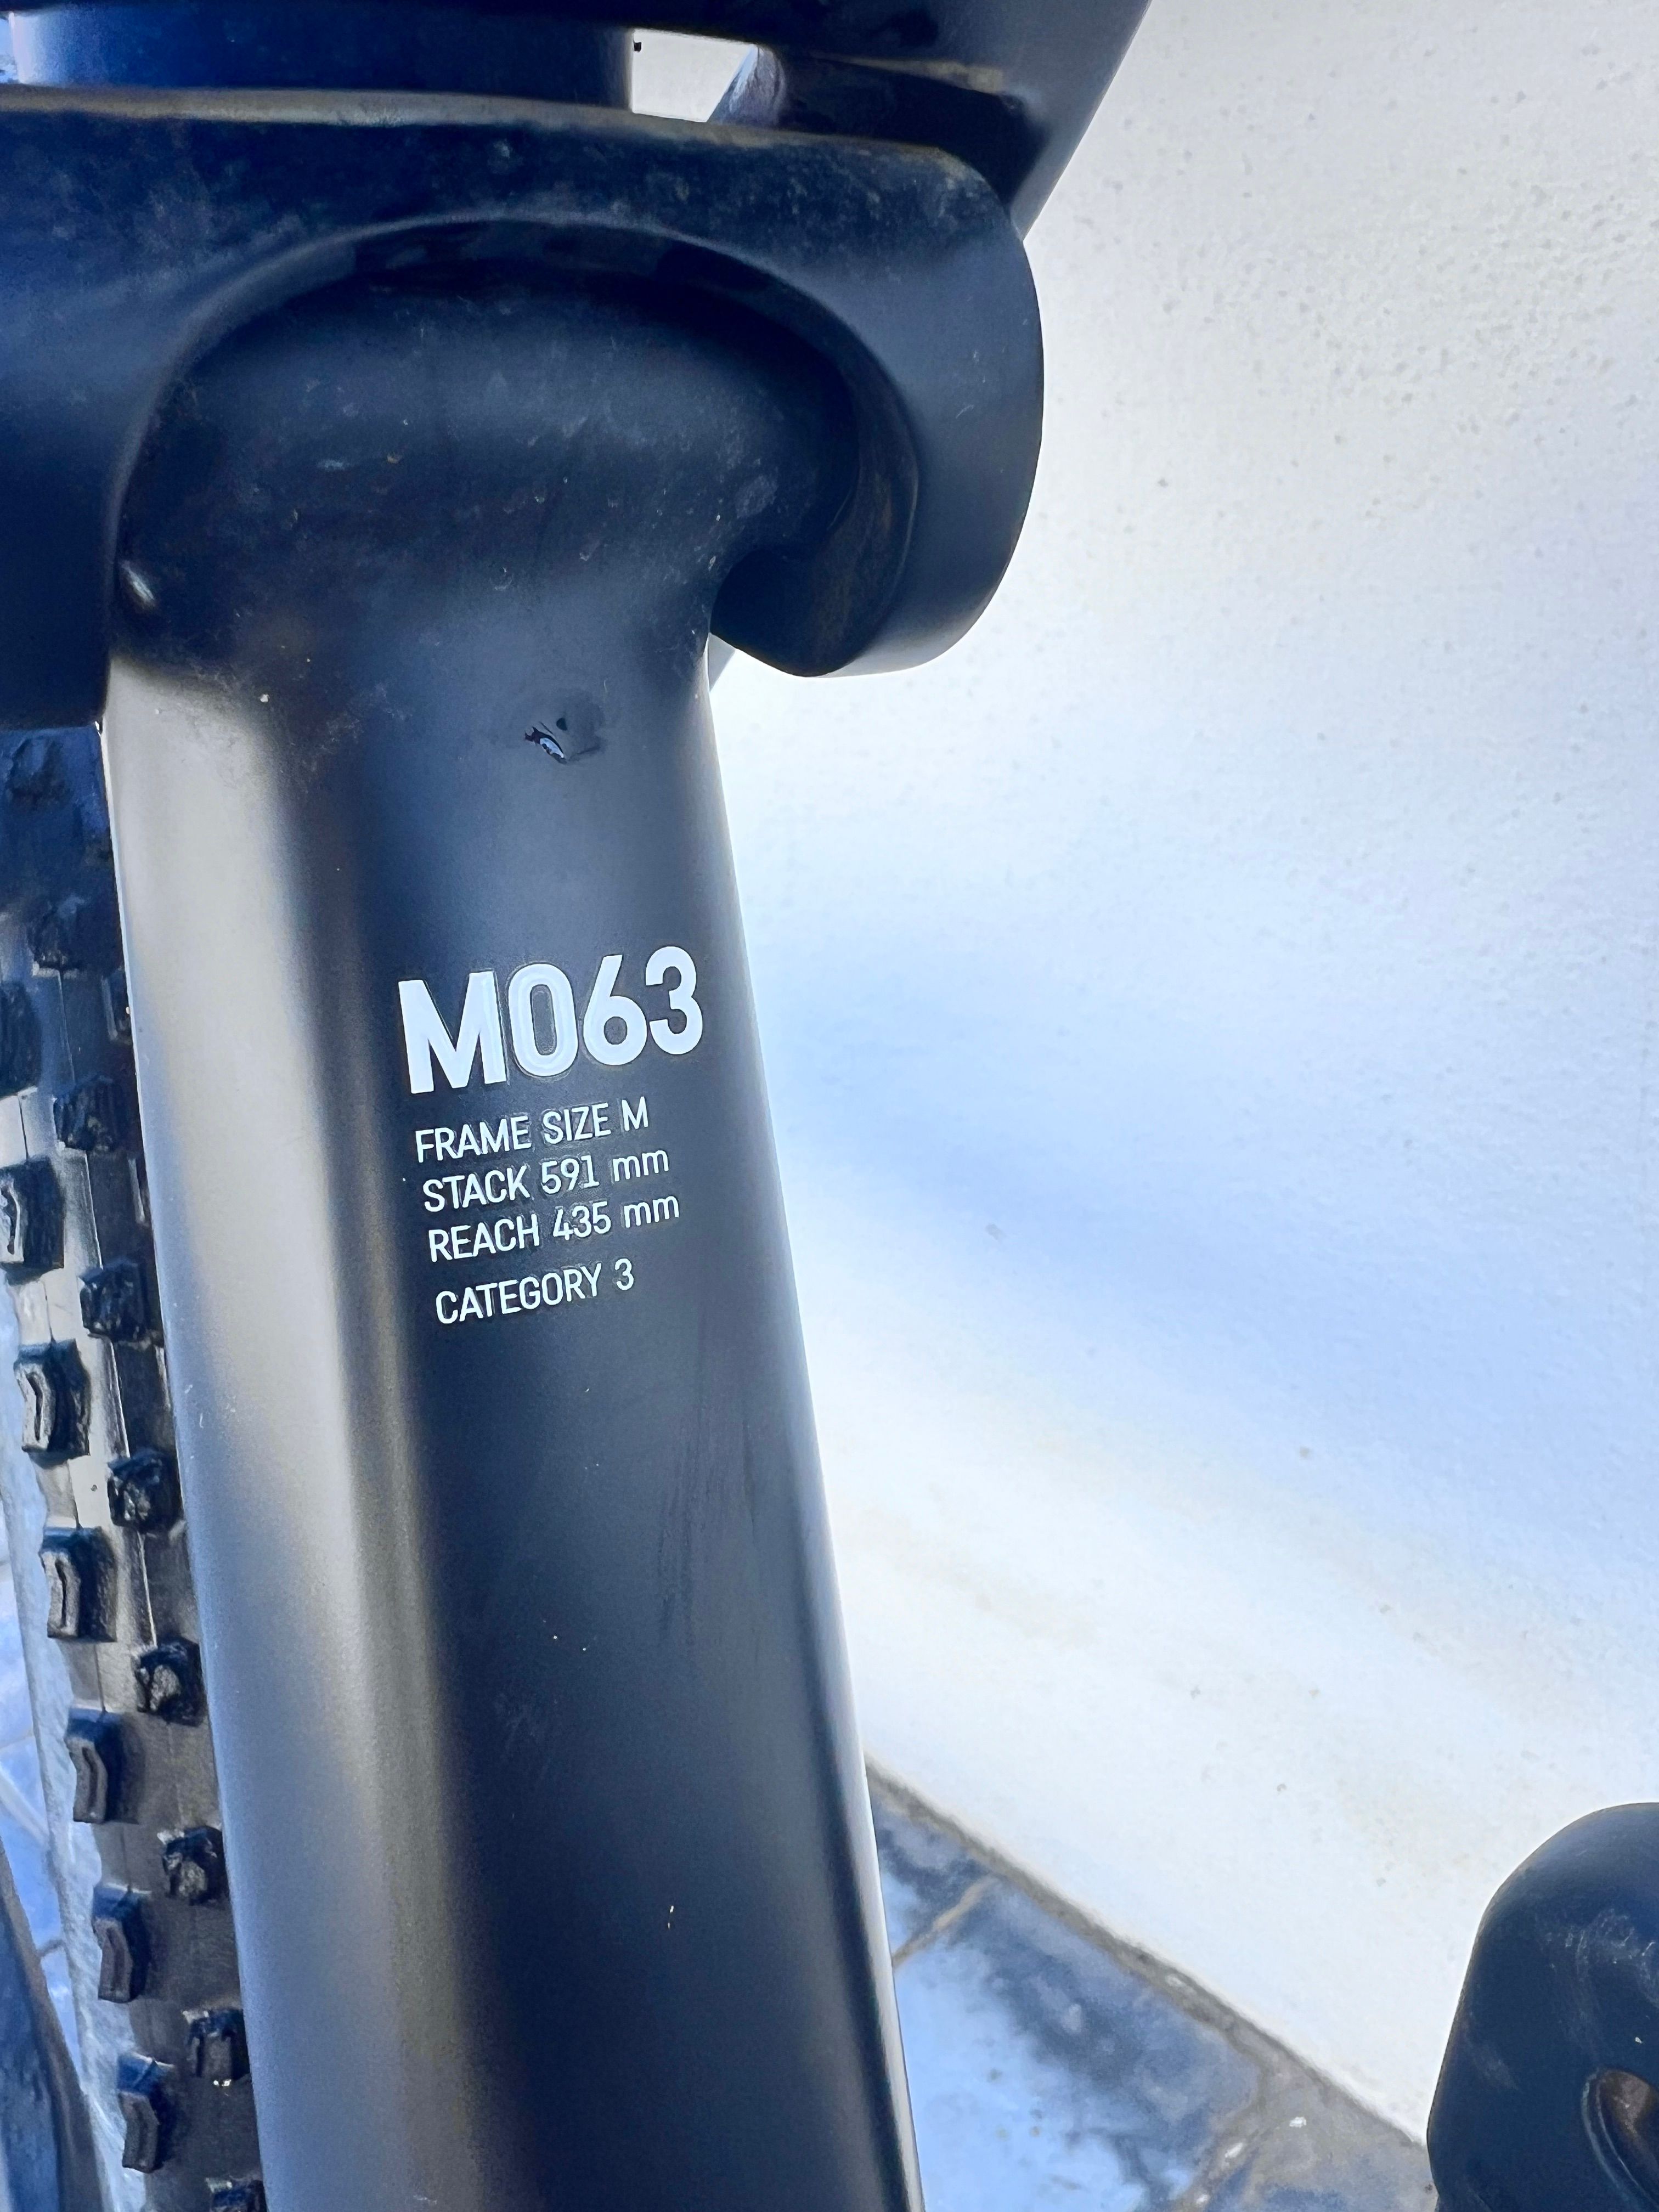 M063
FRAME SIZE M
STACK 591 mm
REACH 435 mm
CATEGORY 3